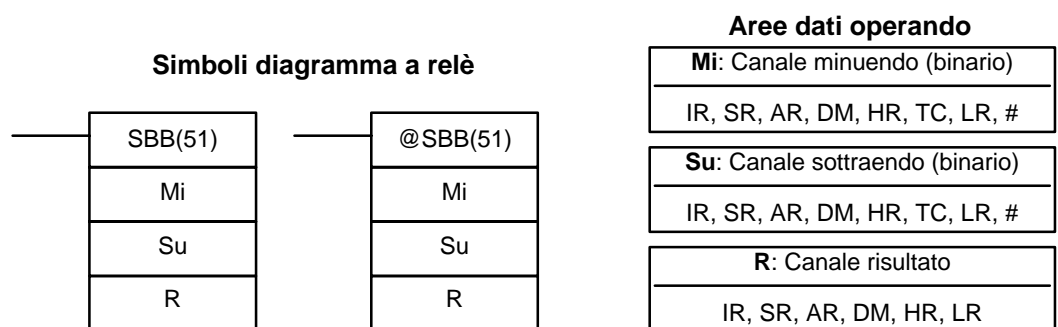 Simboli diagramma a relè
SBB(51)
Mi
Su
R
@SBB(51)
Mi
Su
R
Aree dati operando
Mi: Canale minuendo (binario)
IR, SR, AR, DM, HR, TC, LR, #
Su: Canale sottraendo (binario)
IR, SR, AR, DM, HR, TC, LR, #
R: Canale risultato
IR, SR, AR, DM, HR, LR